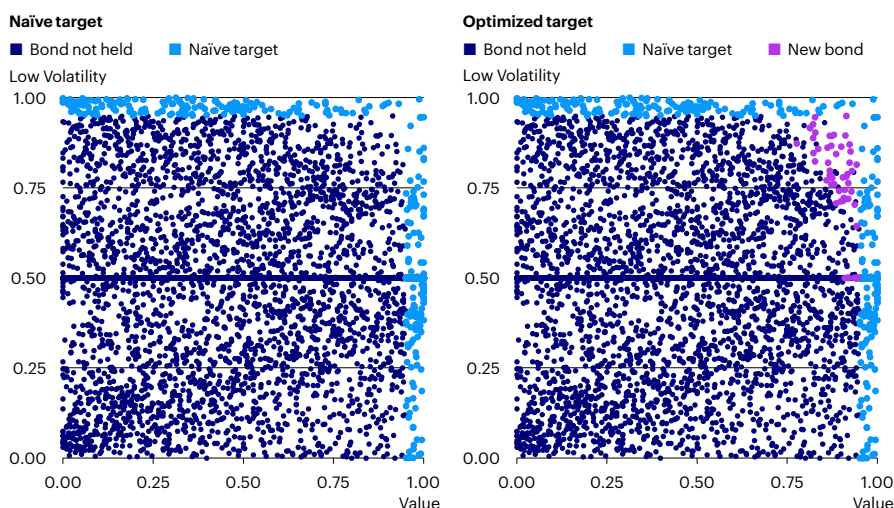 Naïve target
Bond not held Naïve target
Low Volatility
1.00
0.75
0.50
0.25
0.00
0.00 0.25 0.50 0.75 1.00
Value
Optimized target
Bond not held Naïve target New bond
Low Volatility
1.00
0.75
0.50
0.25
0.00
0.00 0.25 0.50 0.75 1.00
Value